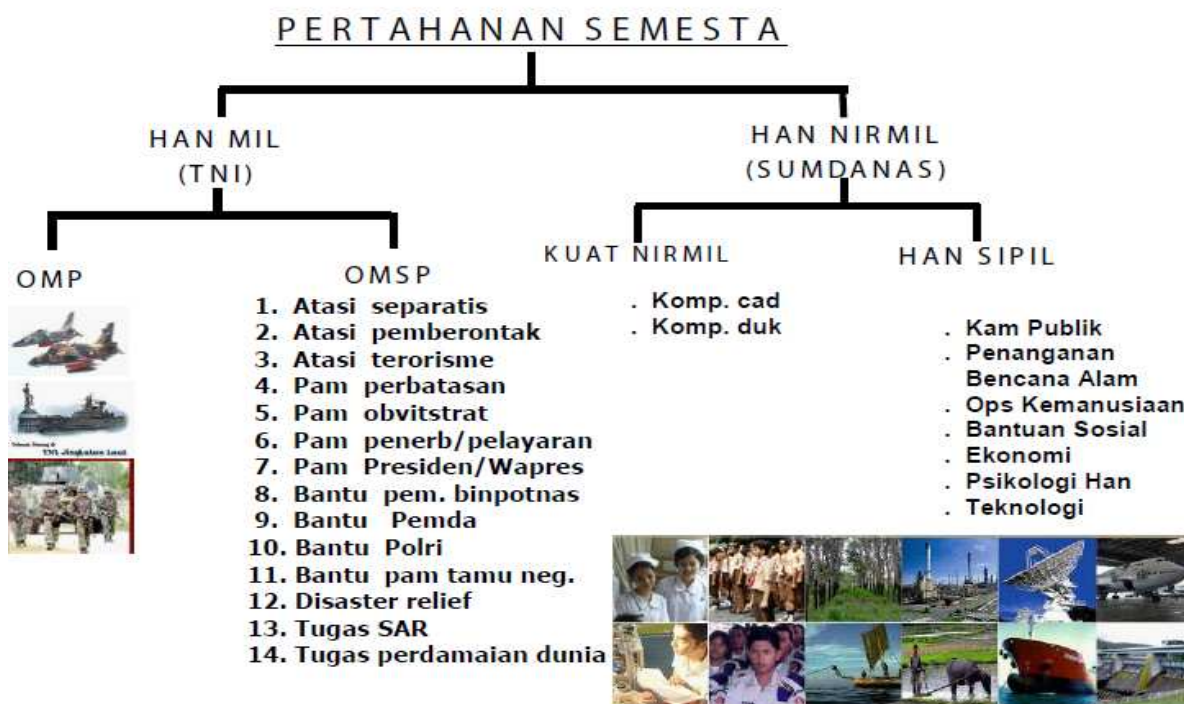 PERTAHANAN SEMESTA
HAN MIL
(TNI)
HAN NIRMIL
(SUMDANAS)
OMP
OMSP
1. Atasi separatis
2. Atasi pemberontak
3. Atasi terorisme
4. Pam perbatasan
5. Pam obvitstrat
6. Pam penerb/pelayaran
7. Pam Presiden/Wapres
8. Bantu pem. binpotnas
9. Bantu Pemda
10. Bantu Polri
11. Bantu pam tamu neg.
12. Disaster relief
13. Tugas SAR
14. Tugas perdamaian dunia
KUAT NIRMIL
. Komp. cad
. Komp. duk
HAN SIPIL
. Kam Publik
. Penanganan
Bencana Alam
. Ops Kemanusiaan
. Bantuan Sosial
. Ekonomi
. Psikologi Han
. Teknologi